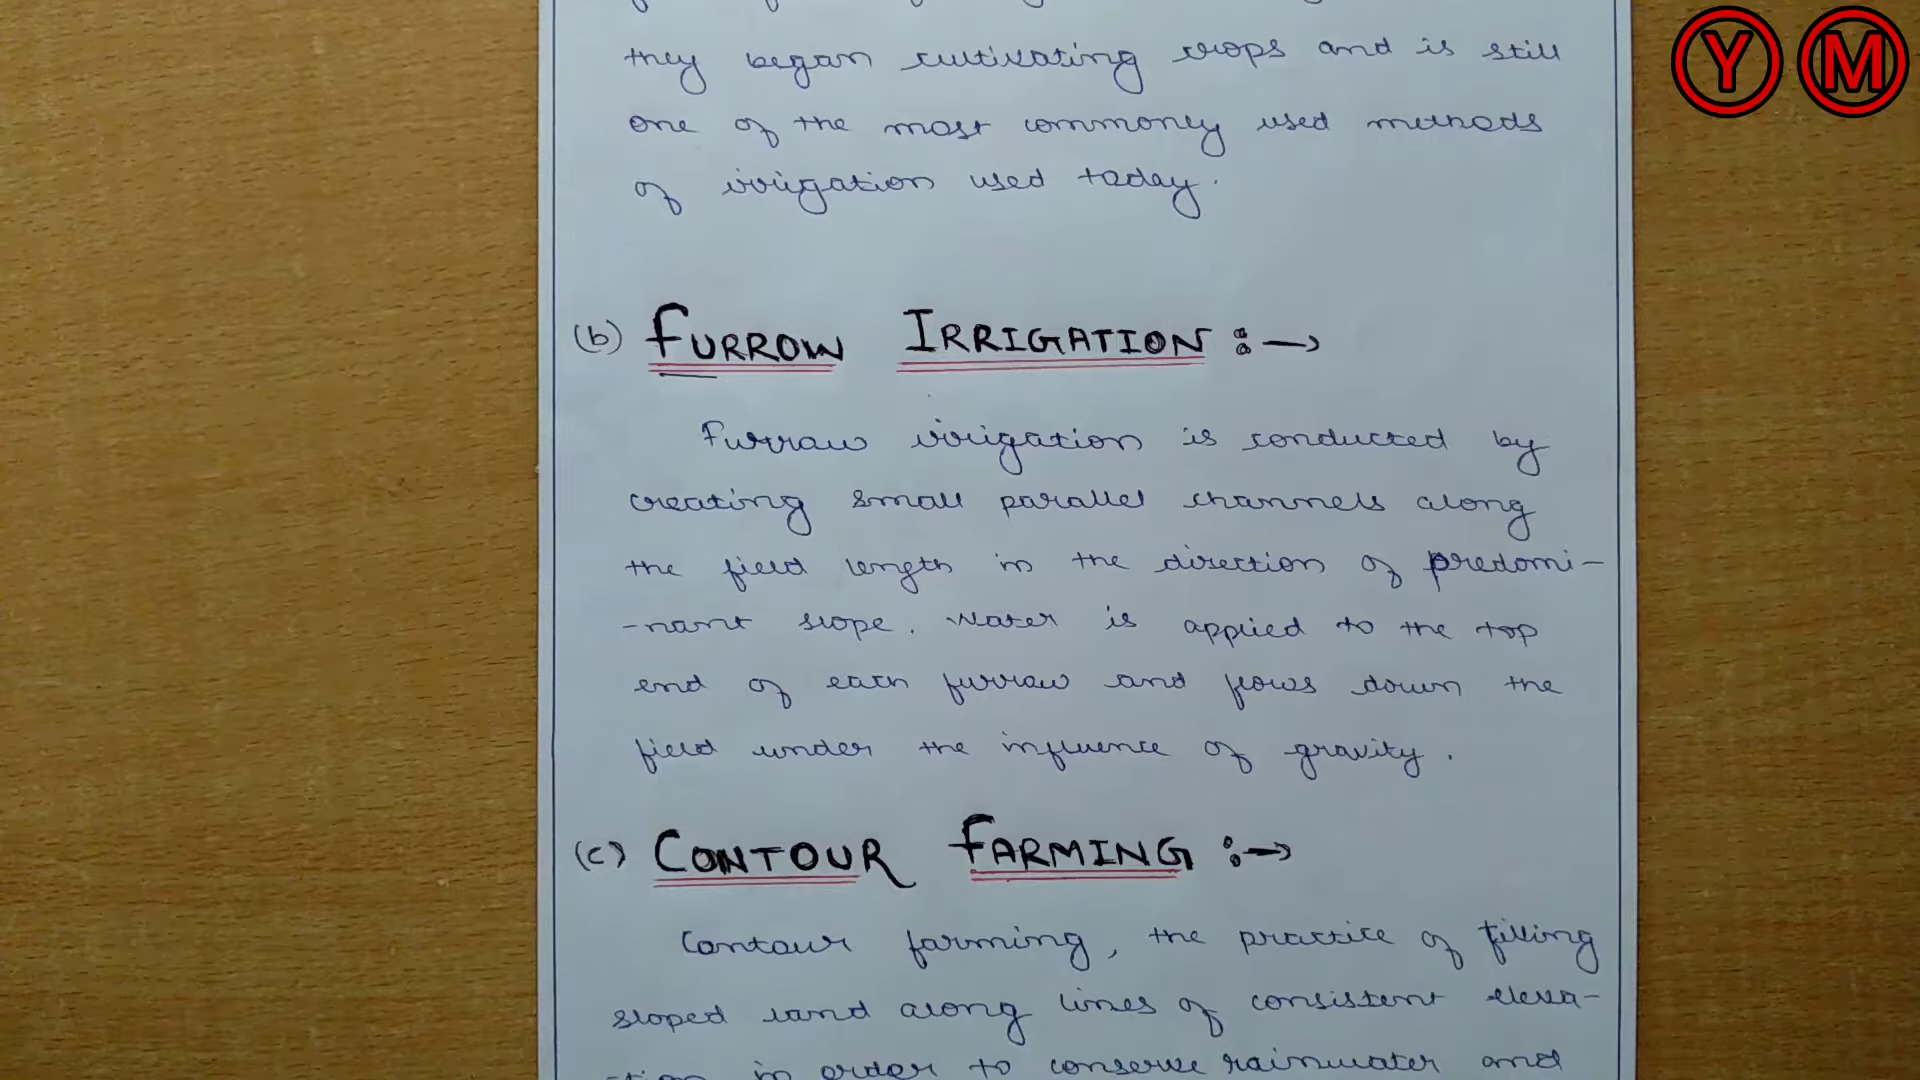 they began cultivating crops and is still
one of the most commoney used methods
of irrigation used today.
(b) FURROW IRRIGATION :→
Furrow irrigation is conducted by
creating small parallel channels along
the field length in the direction of predomi-
-nant slope. Water is applied to the top
end of each furrow and flows down the
field under the influence of gravity.
(c) CONTOUR FARMING :→
Contour farming, the practice of filling
sloped land along lines of consistent eleva-
-tion in order to conserve rainwater and
Y M